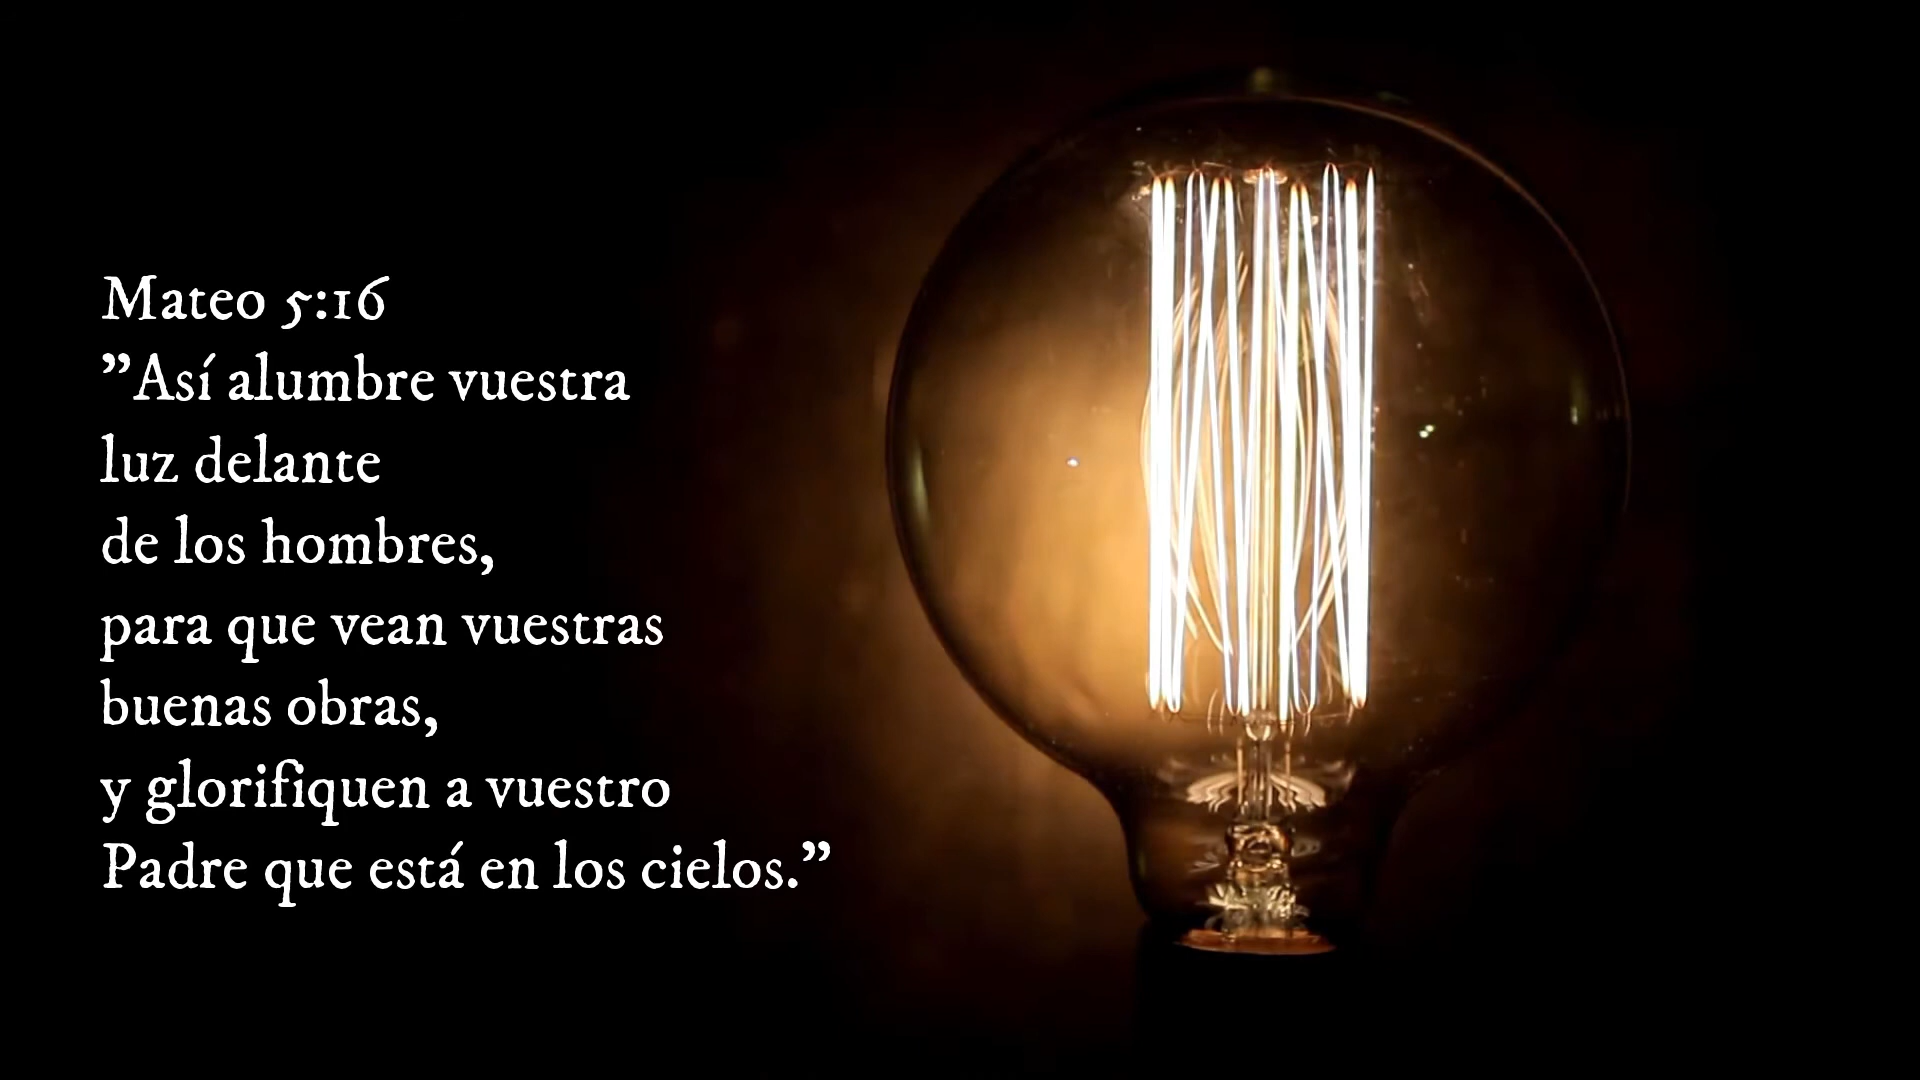 Mateo 5:16
”Así alumbre vuestra
luz delante
de los hombres,
para que vean vuestras
buenas obras,
y glorifiquen a vuestro
Padre que está en los cielos.”